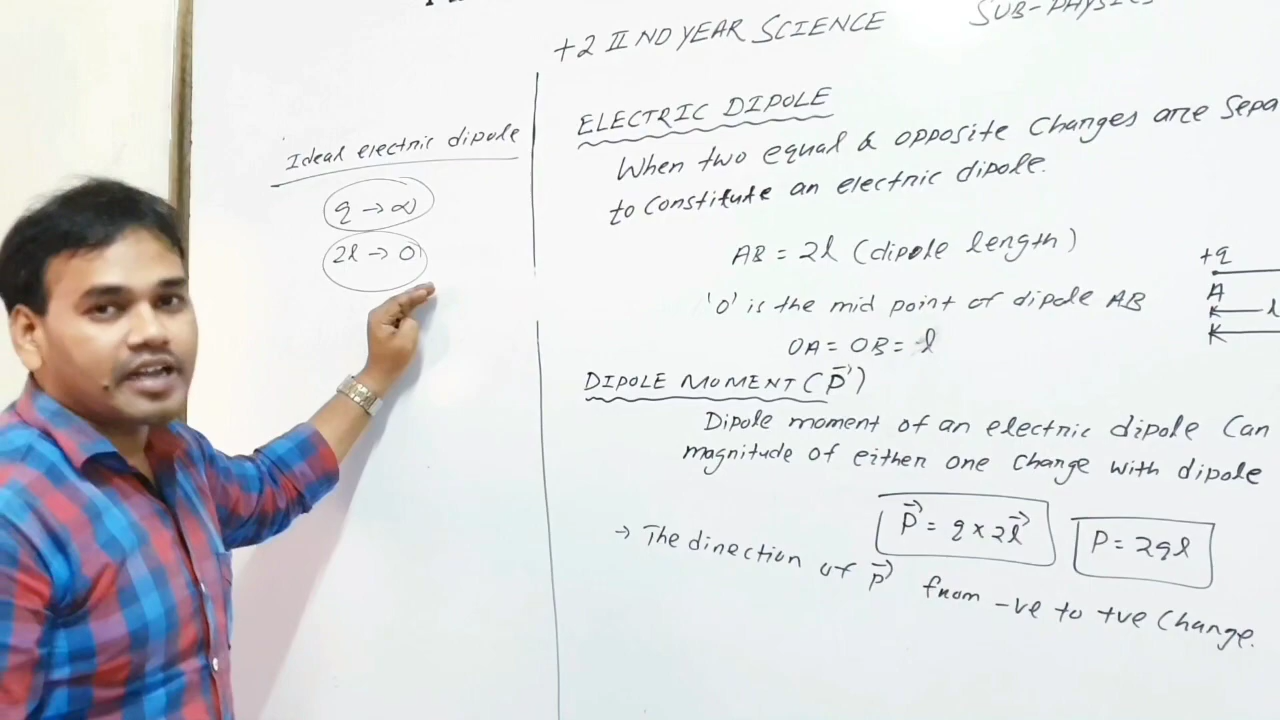 +2 II ND YEAR SCIENCE SUB-PHYSICS
Ideal electric dipole
q → ∞
2l → 0
ELECTRIC DIPOLE
When two equal & opposite charges are sepa
to constitute an electric dipole.
AB = 2l (dipole length)
'O' is the mid point of dipole AB
OA = OB = l
+q
A
l
DIPOLE MOMENT (P⃗)
Dipole moment of an electric dipole can
magnitude of either one charge with dipole
P⃗ = q × 2l⃗
P = 2ql
→ The direction of P⃗ from -ve to +ve charge.